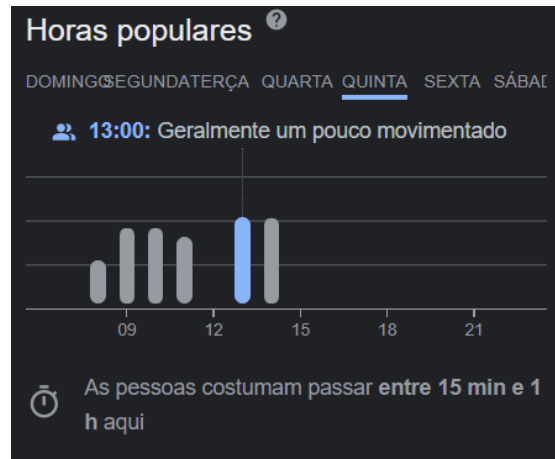 Horas populares ?
DOMINGO SEGUNDA TERÇA QUARTA QUINTA SEXTA SÁBAD
13:00: Geralmente um pouco movimentado
09 12 15 18 21
As pessoas costumam passar entre 15 min e 1
h aqui